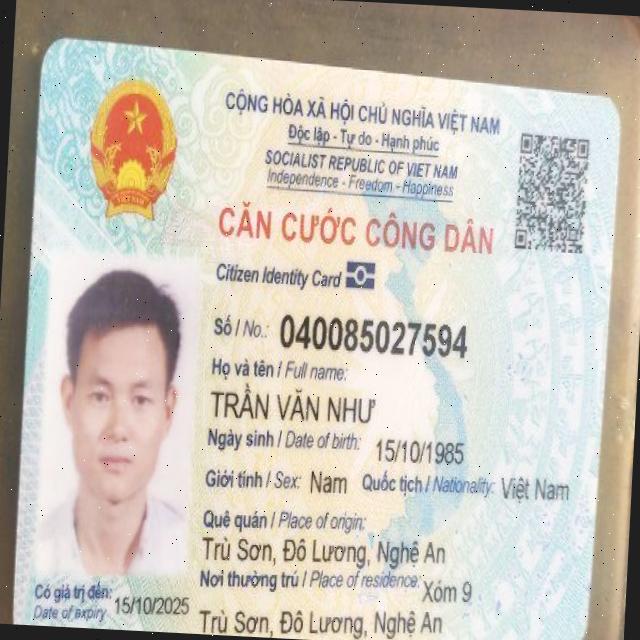 CỘNG HÒA XÃ HỘI CHỦ NGHĨA VIỆT NAM
Độc lập - Tự do - Hạnh phúc
SOCIALIST REPUBLIC OF VIET NAM
Independence - Freedom - Happiness
CĂN CƯỚC CÔNG DÂN
Citizen Identity Card
Số / No.: 040085027594
Họ và tên / Full name:
TRẦN VĂN NHƯ
Ngày sinh / Date of birth: 15/10/1985
Giới tính / Sex: Nam Quốc tịch / Nationality: Việt Nam
Quê quán / Place of origin:
Trù Sơn, Đô Lương, Nghệ An
Nơi thường trú / Place of residence: Xóm 9
Trù Sơn, Đô Lương, Nghệ An
Có giá trị đến: 15/10/2025
Date of expiry
VIỆT NAM